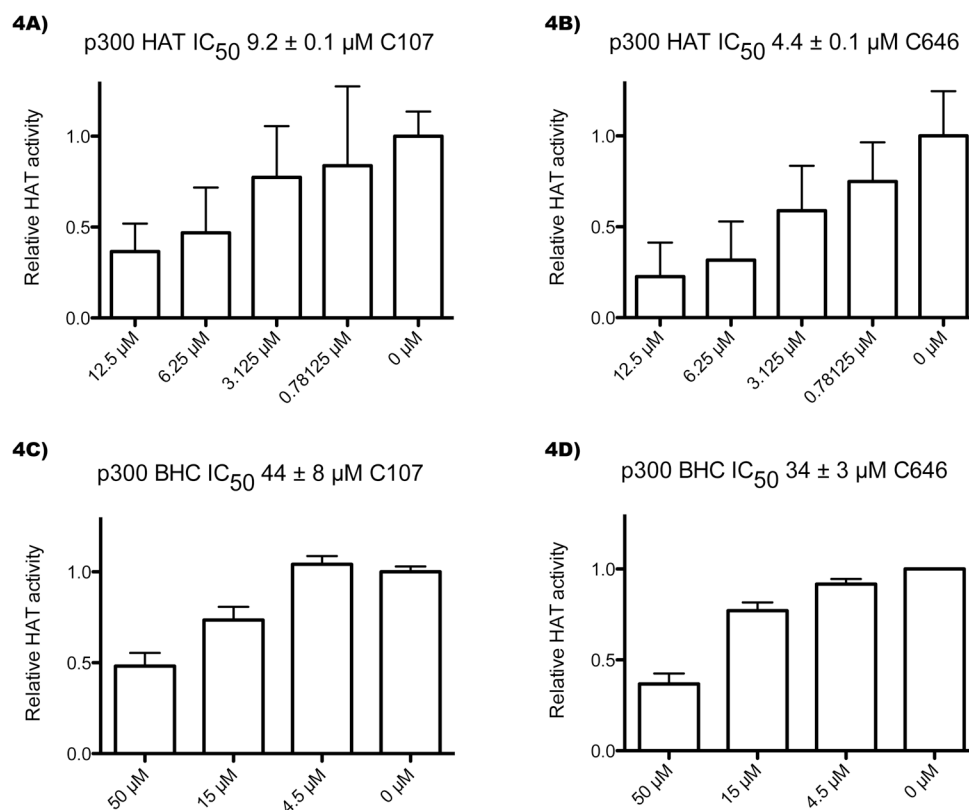 4A)
p300 HAT IC50 9.2 ± 0.1 µM C107
Relative HAT activity
1.0
0.5
0.0
12.5 µM
6.25 µM
3.125 µM
0.78125 µM
0 µM
4B)
p300 HAT IC50 4.4 ± 0.1 µM C646
Relative HAT activity
1.0
0.5
0.0
12.5 µM
6.25 µM
3.125 µM
0.78125 µM
0 µM
4C)
p300 BHC IC50 44 ± 8 µM C107
Relative HAT activity
1.0
0.5
0.0
50 µM
15 µM
4.5 µM
0 µM
4D)
p300 BHC IC50 34 ± 3 µM C646
Relative HAT activity
1.0
0.5
0.0
50 µM
15 µM
4.5 µM
0 µM